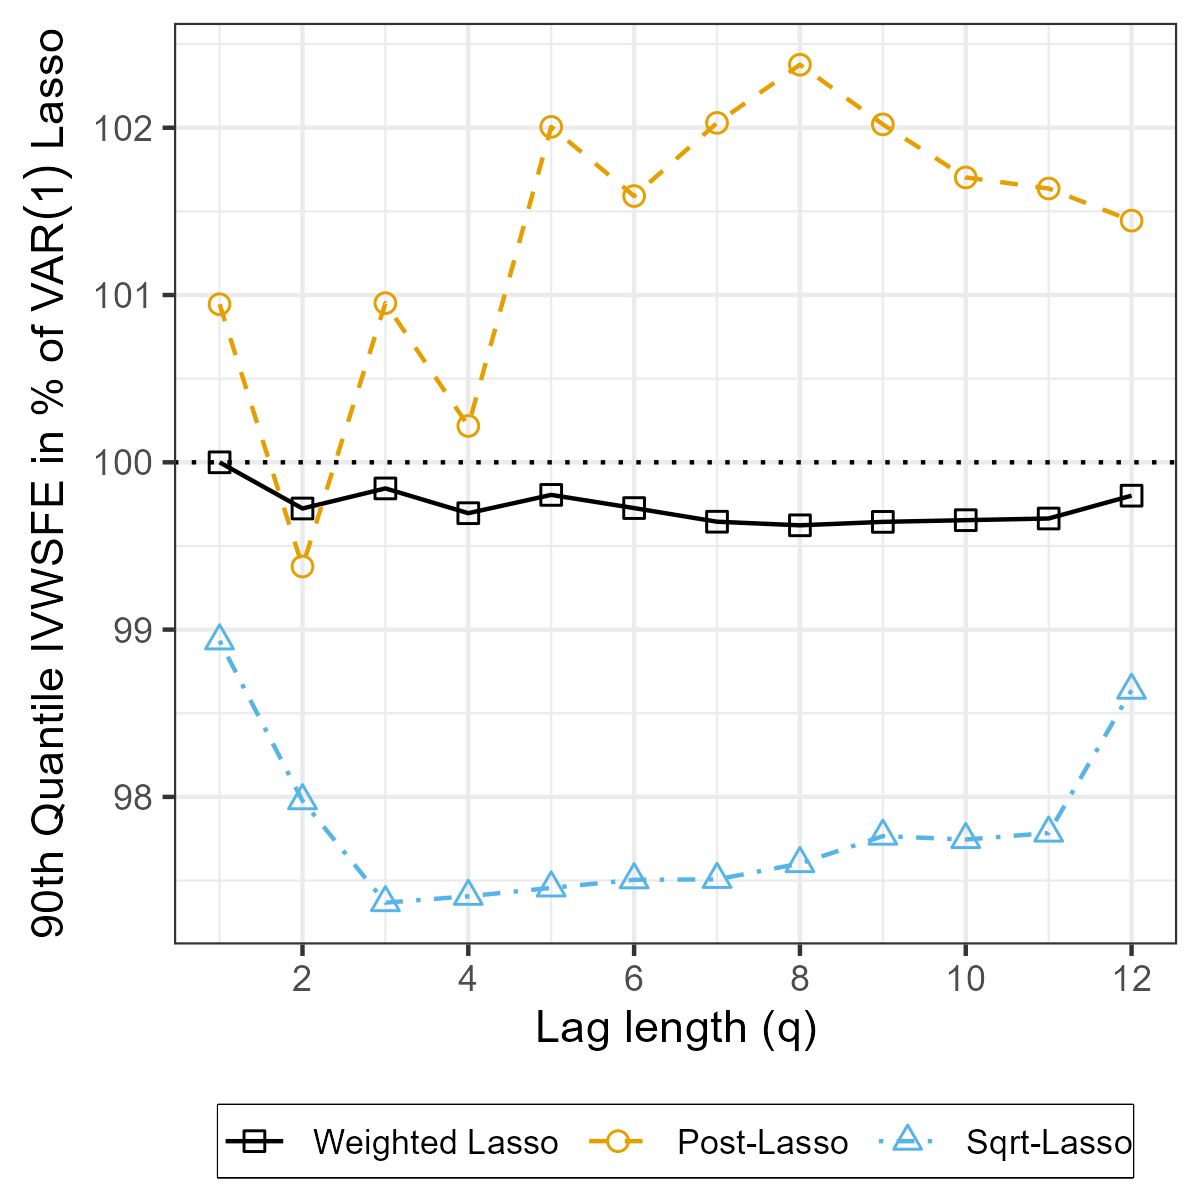 90th Quantile IVWSFE in % of VAR(1) Lasso
102
101
100
99
98
2 4 6 8 10 12
Lag length (q)
Weighted Lasso Post-Lasso Sqrt-Lasso